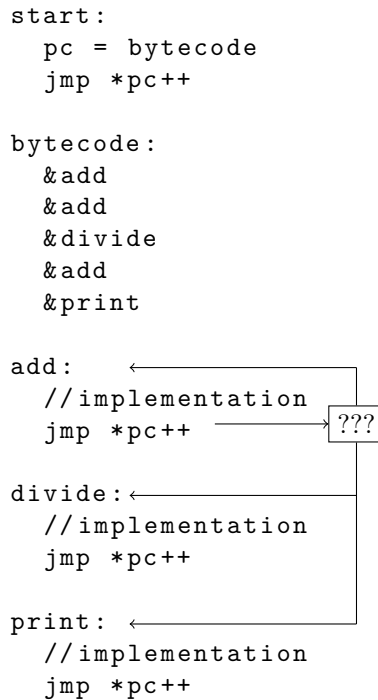 start:
pc = bytecode
jmp *pc++
bytecode:
&add
&add
&divide
&add
&print
add:
//implementation
jmp *pc++
???
divide:
//implementation
jmp *pc++
print:
//implementation
jmp *pc++